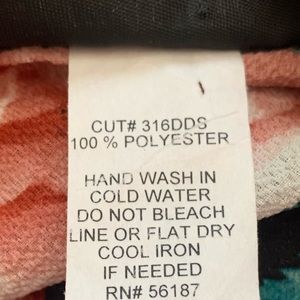 CUT# 316DDS
100 % POLYESTER
HAND WASH IN
COLD WATER
DO NOT BLEACH
LINE OR FLAT DRY
COOL IRON
IF NEEDED
RN# 56187